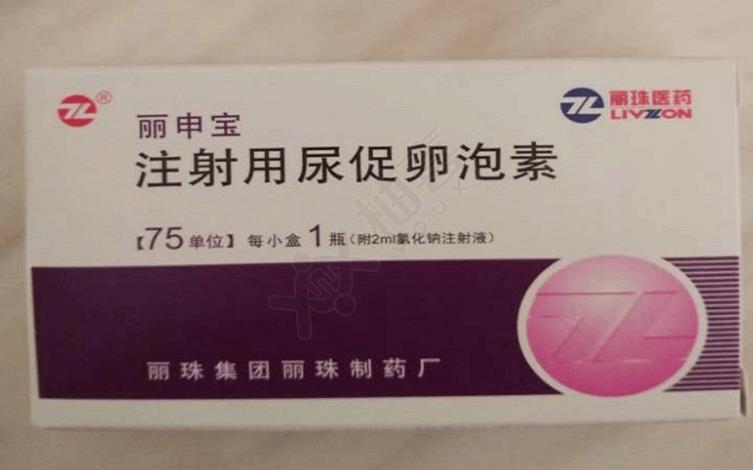 丽珠医药
LIVZON
丽申宝
注射用尿促卵泡素
【75单位】每小盒1瓶(附2ml氯化钠注射液)
丽珠集团丽珠制药厂